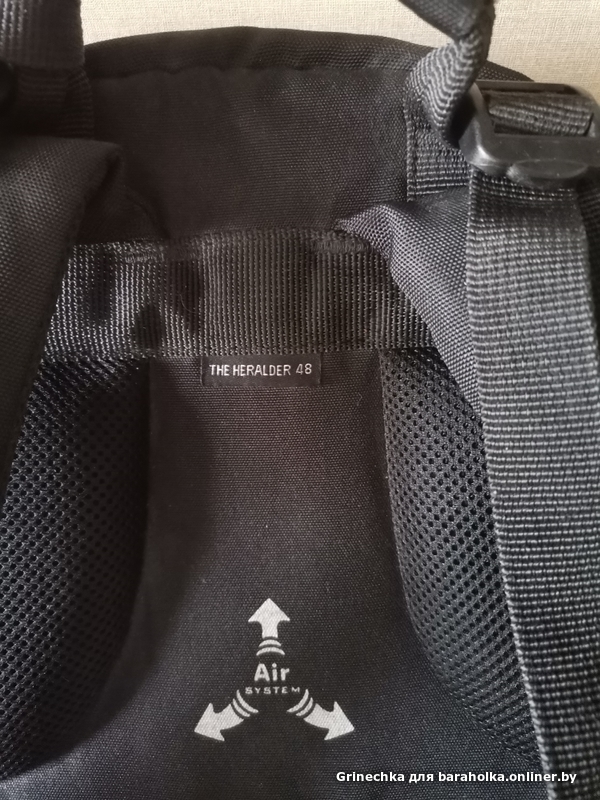 THE HERALDER 48
Air
SYSTEM
Grinechka для baraholka.onliner.by